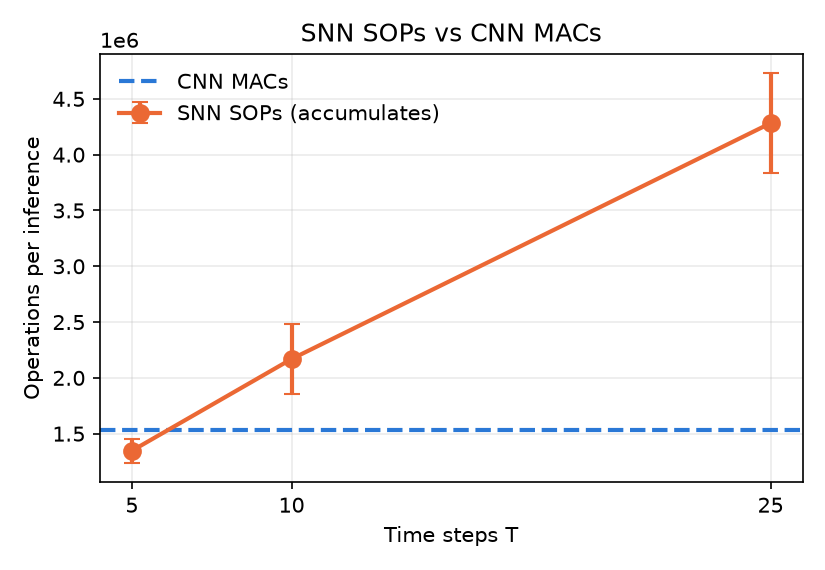 SNN SOPs vs CNN MACs
1e6
CNN MACs
SNN SOPs (accumulates)
4.5
4.0
3.5
3.0
2.5
2.0
1.5
Operations per inference
5 10 25
Time steps T